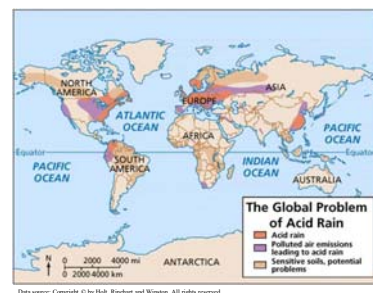 NORTH
AMERICA
ATLANTIC
OCEAN
EUROPE
ASIA
AFRICA
PACIFIC
OCEAN
Equator
Equator
PACIFIC
OCEAN
SOUTH
AMERICA
INDIAN
OCEAN
AUSTRALIA
The Global Problem
of Acid Rain
Acid rain
Polluted air emissions
leading to acid rain
Sensitive soils, potential
problems
N
S
0 2000 4000 mi
0 2000 4000 km
ANTARCTICA
Data source: Copyright © by Holt, Rinehart and Winston. All rights reserved.